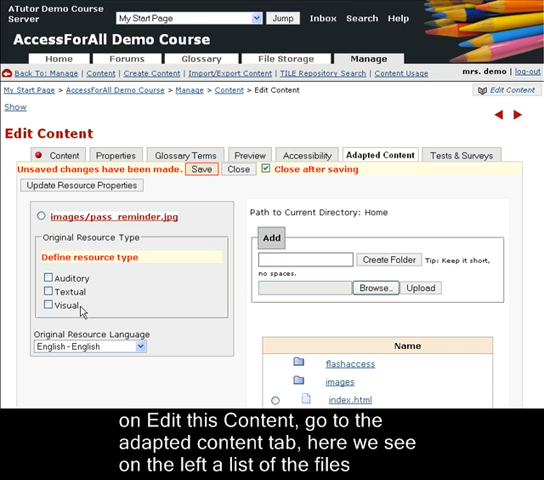 ATutor Demo Course
Server
My Start Page
Jump
Inbox Search Help
AccessForAll Demo Course
Home
Forums
Glossary
File Storage
Manage
Back To: Manage | Content | Create Content | Import/Export Content | TILE Repository Search | Content Usage
mrs. demo | log-out
My Start Page > AccessForAll Demo Course > Manage > Content > Edit Content
Edit Content
Show
Edit Content
Content
Properties
Glossary Terms
Preview
Accessibility
Adapted Content
Tests & Surveys
Unsaved changes have been made.
Save
Close
Close after saving
Update Resource Properties
images/pass_reminder.jpg
Original Resource Type
Define resource type
Auditory
Textual
Visual
Original Resource Language
English - English
Path to Current Directory: Home
Add
Create Folder
Tip: Keep it short,
no spaces.
Browse..
Upload
Name
flashaccess
images
index.html
on Edit this Content, go to the
adapted content tab, here we see
on the left a list of the files